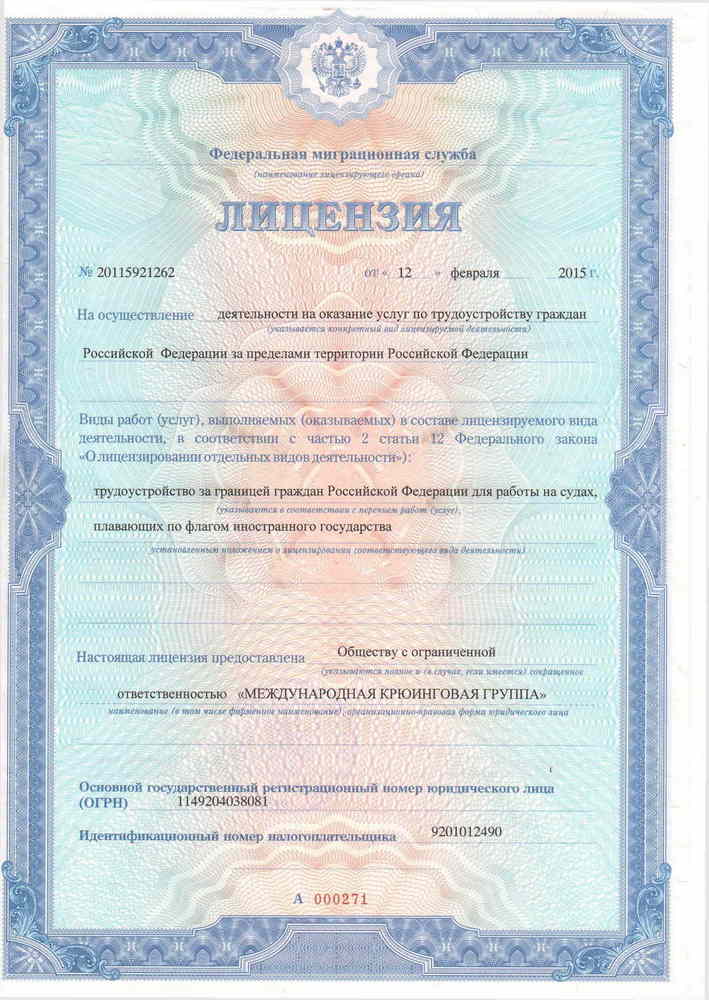 Федеральная миграционная служба
(наименование лицензирующего органа)
ЛИЦЕНЗИЯ
№ 20115921262 от « 12 » февраля 2015 г.
На осуществление деятельности на оказание услуг по трудоустройству граждан
(указывается конкретный вид лицензируемой деятельности)
Российской Федерации за пределами территории Российской Федерации
Виды работ (услуг), выполняемых (оказываемых) в составе лицензируемого вида
деятельности, в соответствии с частью 2 статьи 12 Федерального закона
«О лицензировании отдельных видов деятельности»):
трудоустройство за границей граждан Российской Федерации для работы на судах,
(указываются в соответствии с перечнем работ (услуг),
плавающих по флагом иностранного государства
установленным положением о лицензировании соответствующего вида деятельности)
Настоящая лицензия предоставлена Обществу с ограниченной
(указываются полное и (в случае, если имеется) сокращенное
ответственностью «МЕЖДУНАРОДНАЯ КРЮИНГОВАЯ ГРУППА»
наименование (в том числе фирменное наименование), организационно-правовая форма юридического лица
Основной государственный регистрационный номер юридического лица
(ОГРН) 1149204038081
Идентификационный номер налогоплательщика 9201012490
А 000271